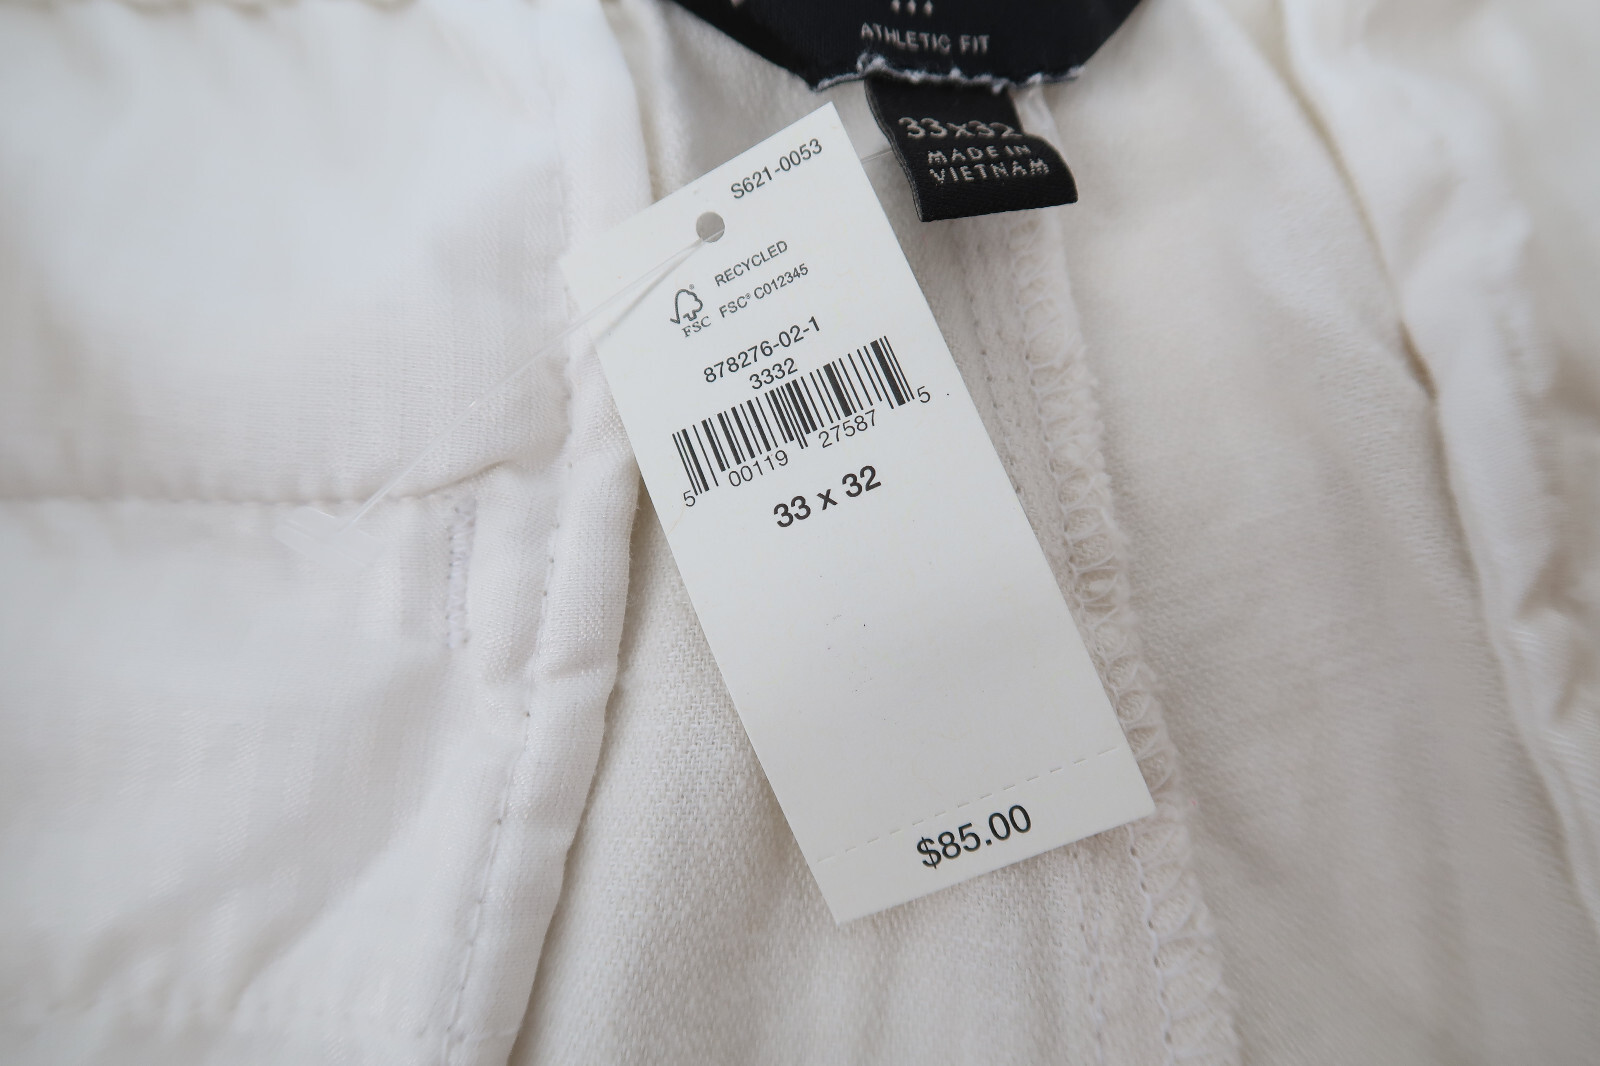 ATHLETIC FIT
33x32
MADE IN
VIETNAM
S621-0053
RECYCLED
FSC® C012345
FSC
878276-02-1
3332
5 00119 27587 5
33 x 32
$85.00